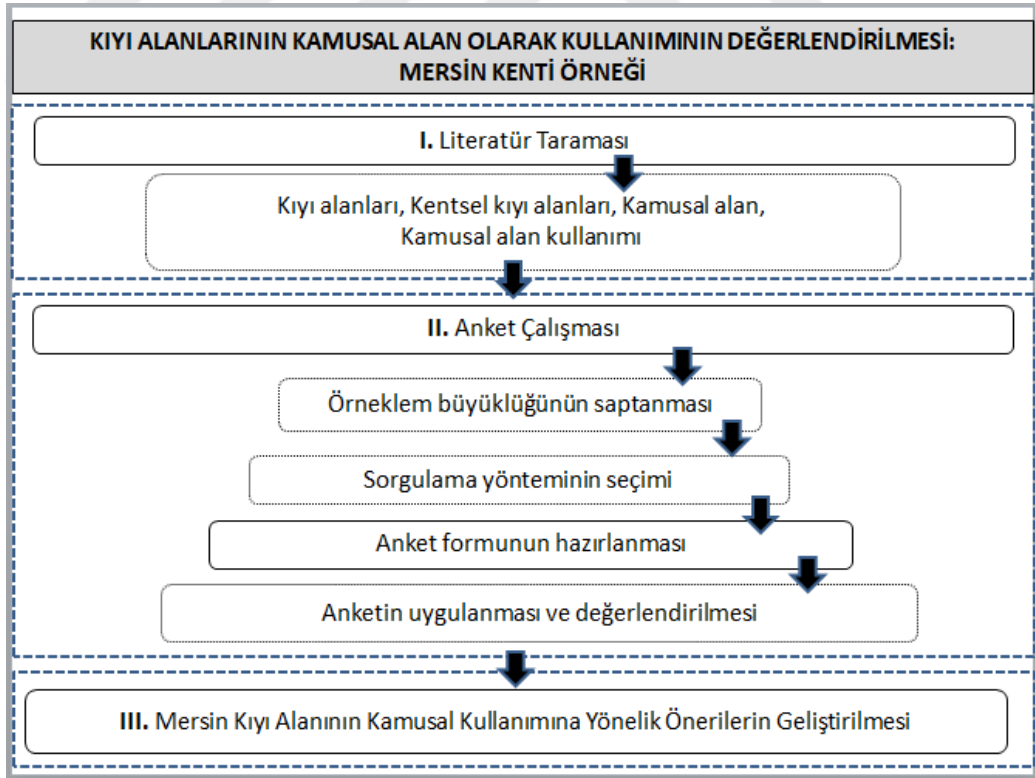 KIYI ALANLARININ KAMUSAL ALAN OLARAK KULLANIMININ DEĞERLENDİRİLMESİ:
MERSİN KENTİ ÖRNEĞİ
I. Literatür Taraması
Kıyı alanları, Kentsel kıyı alanları, Kamusal alan,
Kamusal alan kullanımı
II. Anket Çalışması
Örneklem büyüklüğünün saptanması
Sorgulama yönteminin seçimi
Anket formunun hazırlanması
Anketin uygulanması ve değerlendirilmesi
III. Mersin Kıyı Alanının Kamusal Kullanımına Yönelik Önerilerin Geliştirilmesi